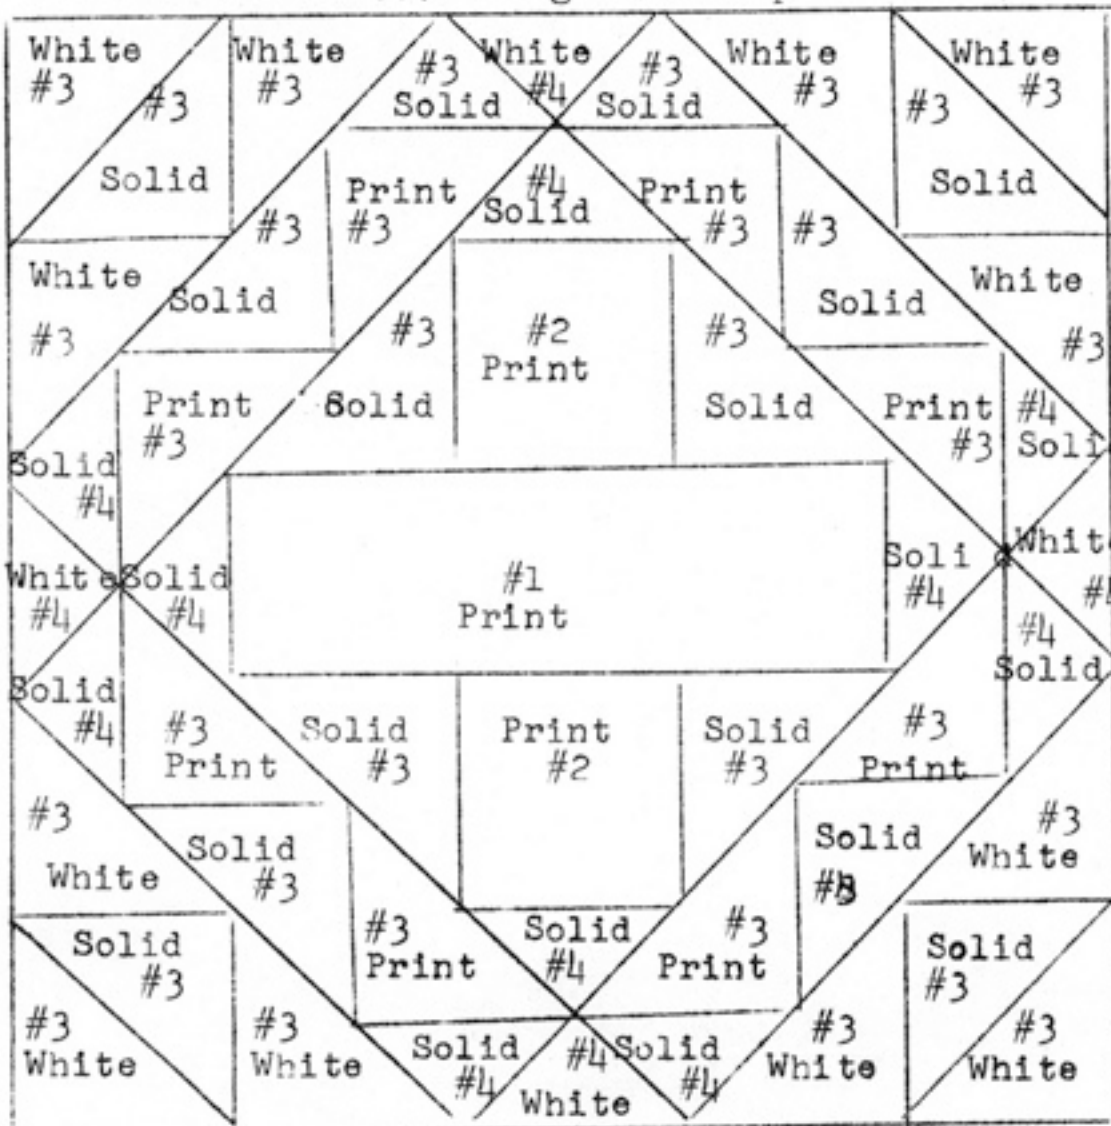 White #3
#3 Solid
White #3
#3 Solid
White #4
#3 Solid
White #3
#3 Solid
White #3
White #3
#3 Solid
Print #3
#4 Solid
Print #3
#3 Solid
White #3
Solid #4
Print #3
#3 Solid
#2 Print
#3 Solid
Print #3
#4 Soli
White #4
Solid #4
#1 Print
Soli #4
Whit
#4 Solid
Solid #4
#3 Print
Solid #3
Print #2
Solid #3
#3 Print
#3 White
Solid #3
#3 Print
Solid #4
#3 Print
Solid
#3 White
Solid #3
#3 White
#3 White
Solid #4
#4 White
Solid #4
#3 White
Solid #3
#3 White